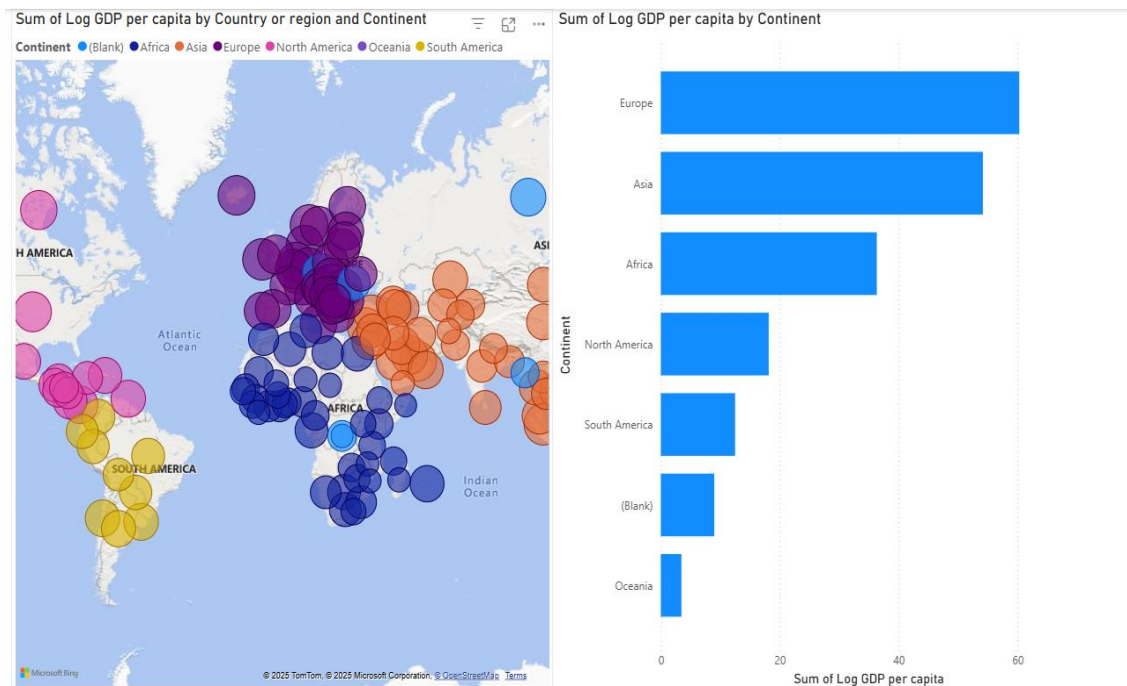 Sum of Log GDP per capita by Country or region and Continent
Continent (Blank) Africa Asia Europe North America Oceania South America
H AMERICA
ASI
Atlantic
Ocean
AFRICA
SOUTH AMERICA
Indian
Ocean
Microsoft Bing
© 2025 TomTom, © 2025 Microsoft Corporation, © OpenStreetMap Terms
Sum of Log GDP per capita by Continent
Continent
Europe
Asia
Africa
North America
South America
(Blank)
Oceania
0 20 40 60
Sum of Log GDP per capita